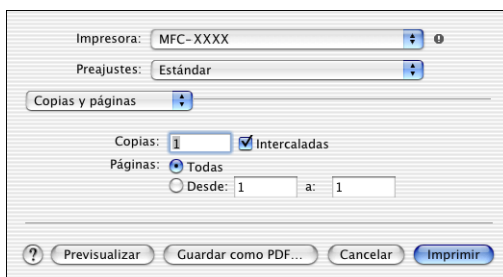 Impresora: MFC-XXXX
Preajustes: Estándar
Copias y páginas
Copias: 1 Intercaladas
Páginas: Todas
Desde: 1 a: 1
? Previsualizar Guardar como PDF... Cancelar Imprimir